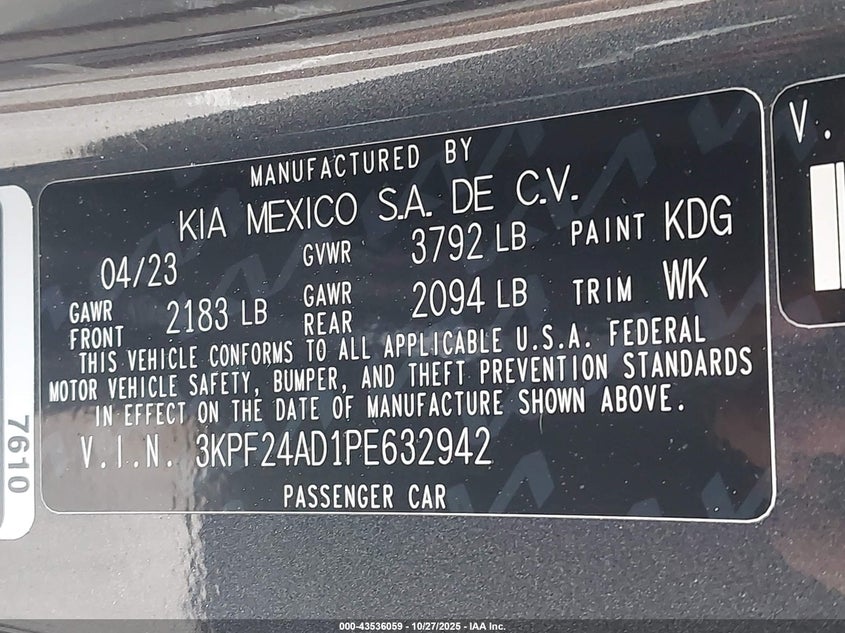 MANUFACTURED BY
KIA MEXICO S.A. DE C.V.
04/23 GVWR 3792 LB PAINT KDG
GAWR FRONT 2183 LB GAWR REAR 2094 LB TRIM WK
THIS VEHICLE CONFORMS TO ALL APPLICABLE U.S.A. FEDERAL
MOTOR VEHICLE SAFETY, BUMPER, AND THEFT PREVENTION STANDARDS
IN EFFECT ON THE DATE OF MANUFACTURE SHOWN ABOVE.
V.I.N. 3KPF24AD1PE632942
PASSENGER CAR
7610
V.
000-43536059 - 10/27/2025 - IAA Inc.